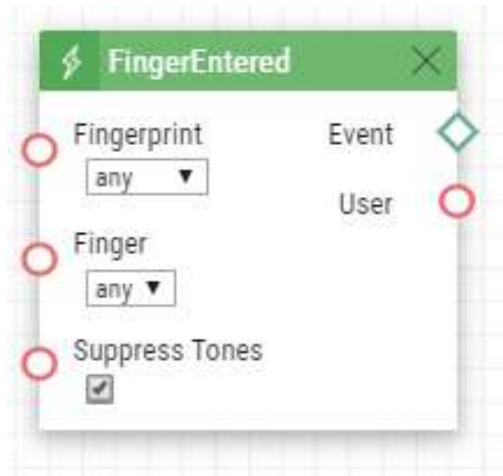 FingerEntered
Fingerprint Event
any
User
Finger
any
Suppress Tones